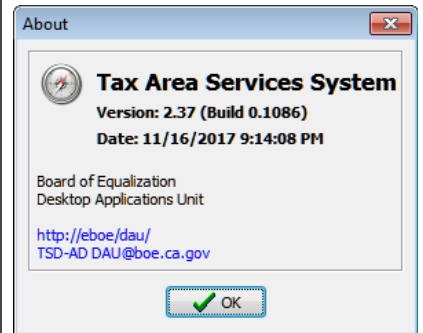 About
Tax Area Services System
Version: 2.37 (Build 0.1086)
Date: 11/16/2017 9:14:08 PM
Board of Equalization
Desktop Applications Unit
http://eboe/dau/
TSD-AD DAU@boe.ca.gov
OK